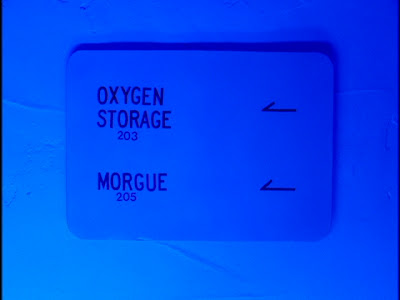 OXYGEN
STORAGE
203
MORGUE
205